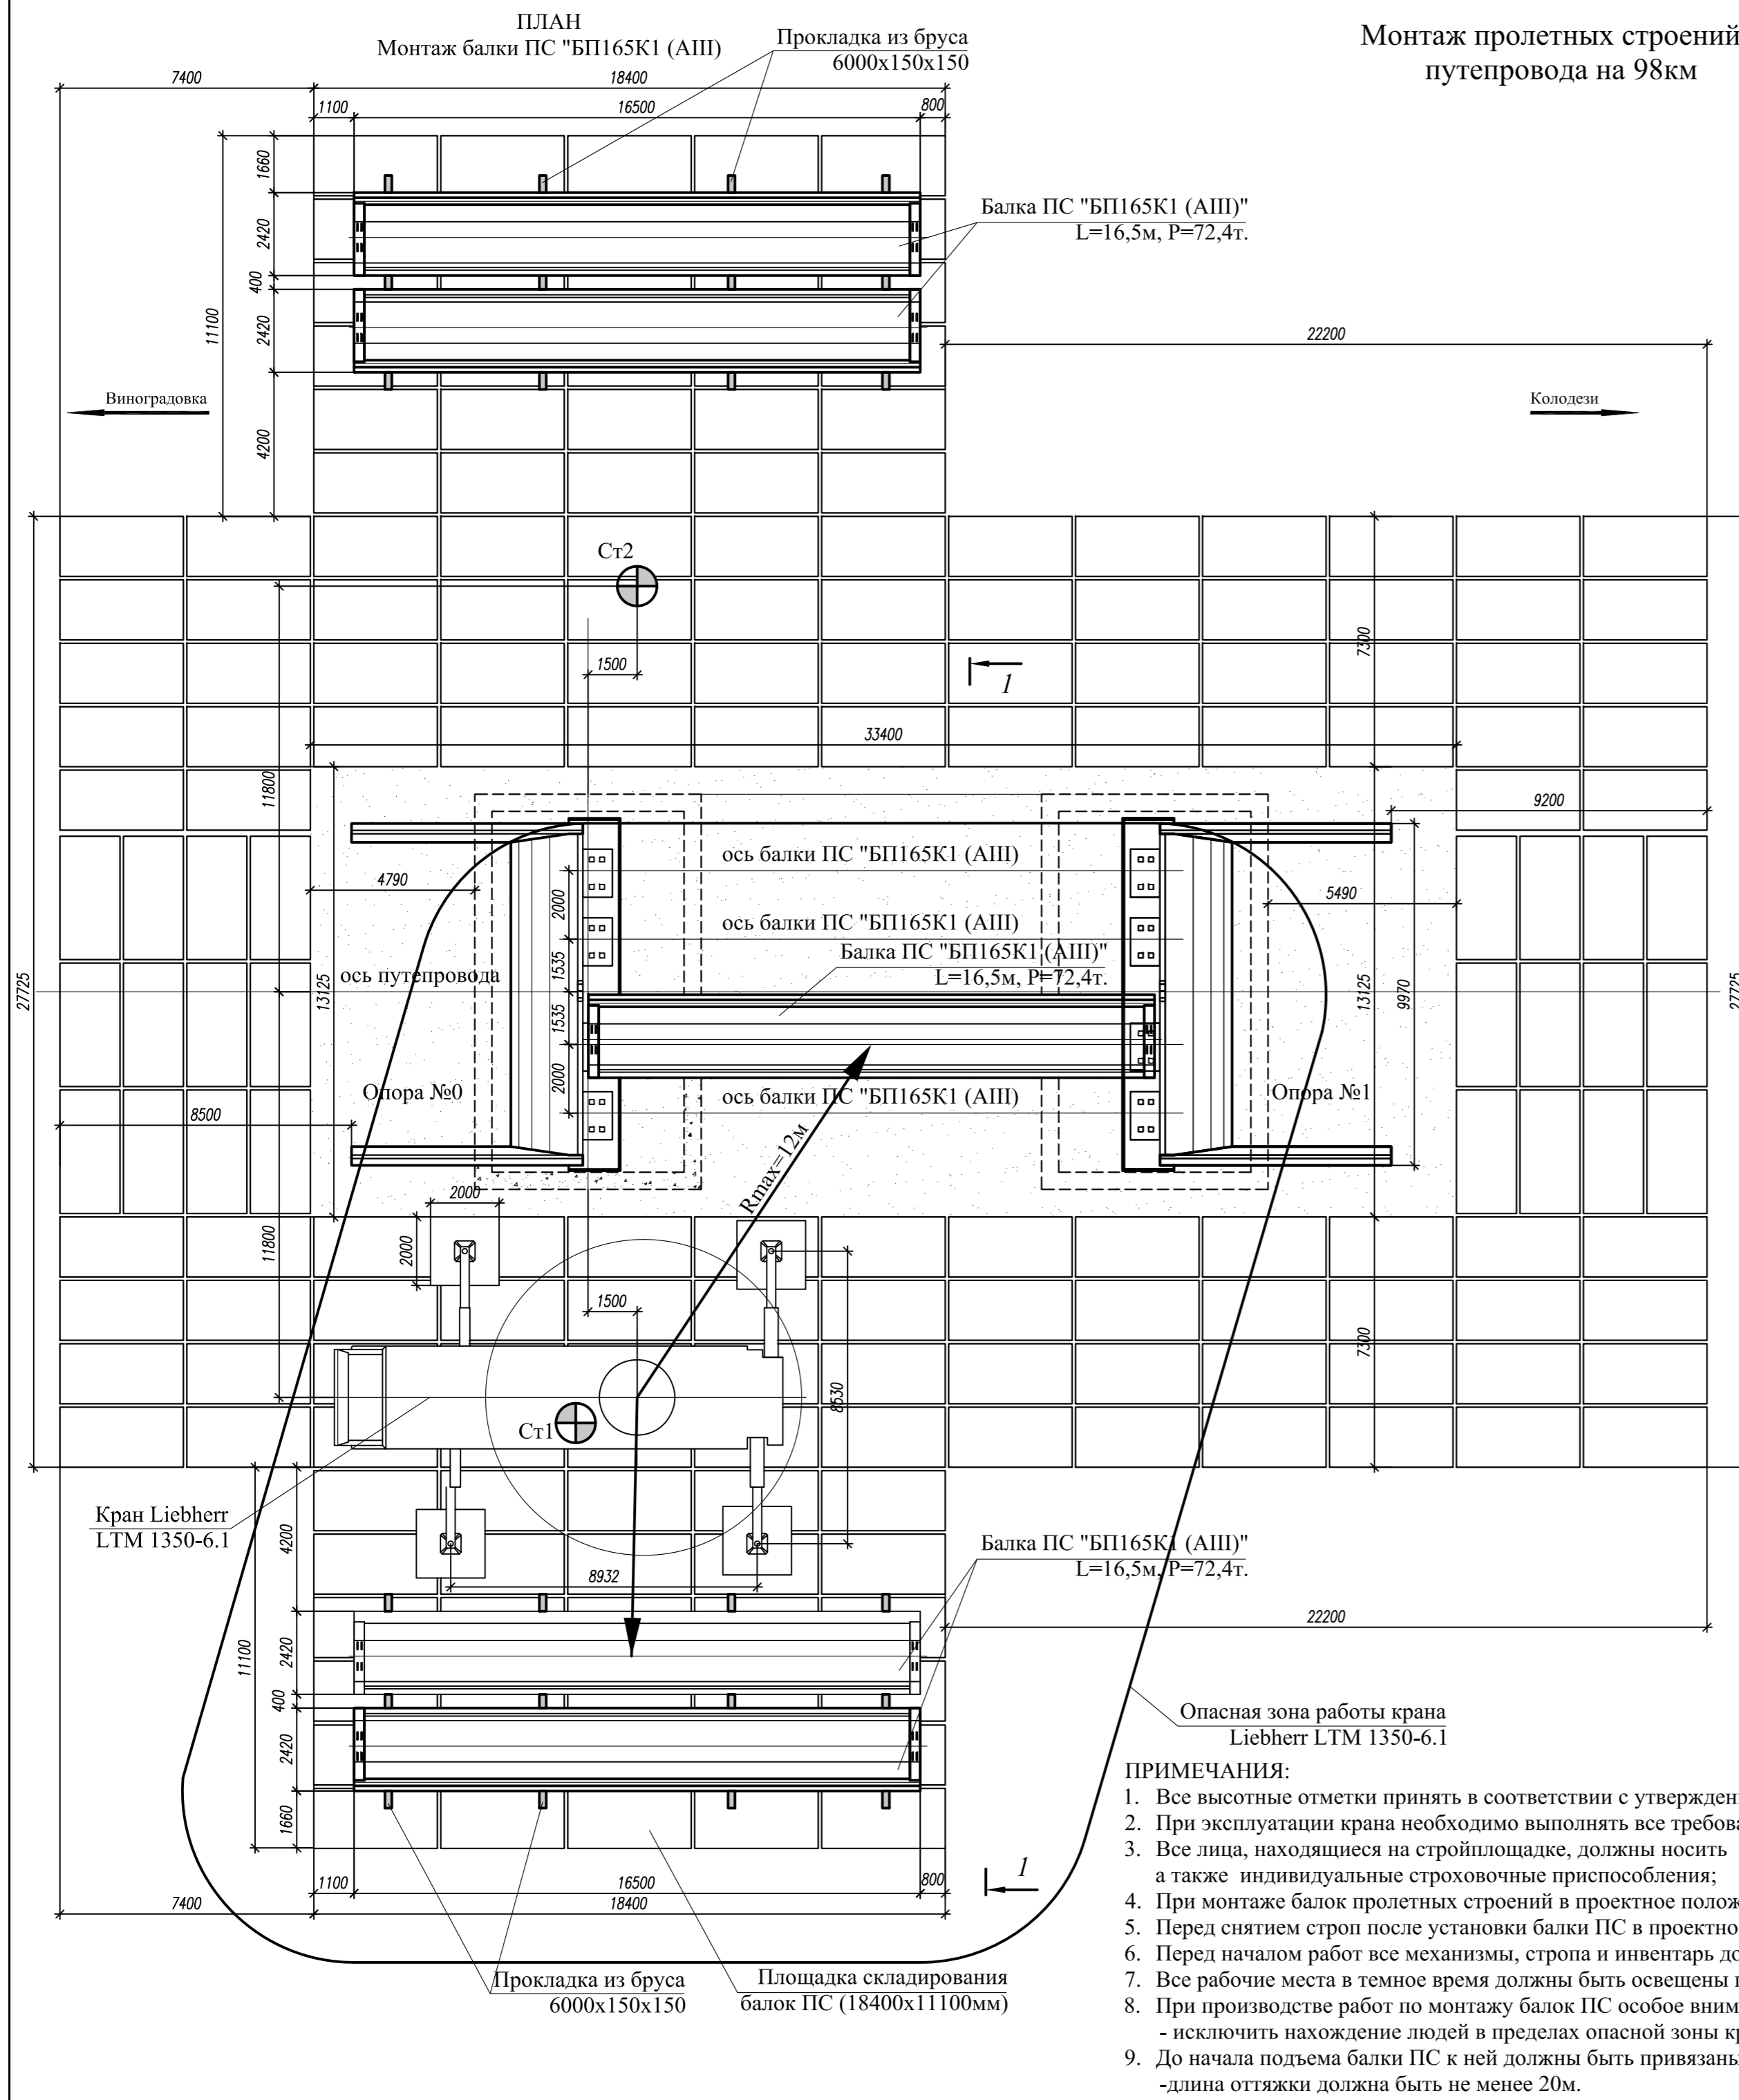 ПЛАН
Монтаж балки ПС "БП165К1 (АIII)
Прокладка из бруса
6000х150х150
Монтаж пролетных строений
путепровода на 98км
7400
18400
1100
16500
800
1660
2420
400
2420
4200
11100
Балка ПС "БП165К1 (АIII)"
L=16,5м, Р=72,4т.
22200
Виноградовка
Колодези
Ст2
1500
1
7300
33400
11800
9200
4790
ось балки ПС "БП165К1 (АIII)
2000
5490
ось балки ПС "БП165К1 (АIII)
Балка ПС "БП165К1 (АIII)"
L=16,5м, Р=72,4т.
1535
ось путепровода
27725
13125
13125
9970
27725
1535
2000
Опора №0
ось балки ПС "БП165К1 (АIII)
Опора №1
8500
Rmax=12м
2000
2000
11800
1500
7300
8530
Ст1
Кран Liebherr
LTM 1350-6.1
4200
8932
Балка ПС "БП165К1 (АIII)"
L=16,5м, Р=72,4т.
22200
11100
2420
400
2420
1660
Опасная зона работы крана
Liebherr LTM 1350-6.1
1100
16500
800
1
7400
18400
Прокладка из бруса
6000х150х150
Площадка складирования
балок ПС (18400х11100мм)
ПРИМЕЧАНИЯ:
1. Все высотные отметки принять в соответствии с
2. При эксплуатации крана необходимо выполнять все
3. Все лица, находящиеся на стройплощадке, должны носить
а также индивидуальные строховочные приспособления;
4. При монтаже балок пролетных строений в проектное
5. Перед снятием строп после установки балки ПС в
6. Перед началом работ все механизмы, стропа и инвентарь
7. Все рабочие места в темное время должны быть освещены
8. При производстве работ по монтажу балок ПС особое
- исключить нахождение людей в пределах опасной зоны
9. До начала подъема балки ПС к ней должны быть
-длина оттяжки должна быть не менее 20м.